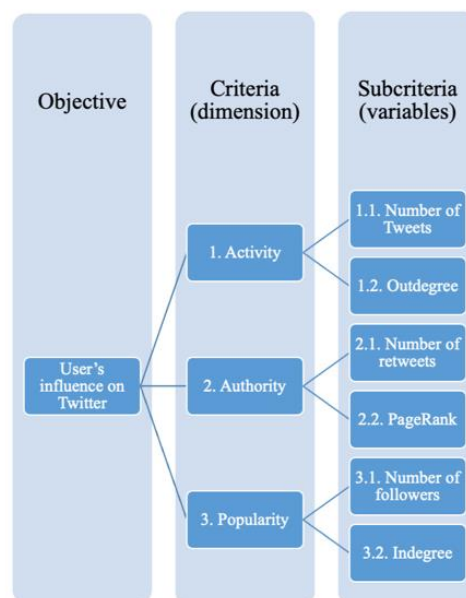 Objective
Criteria
(dimension)
Subcriteria
(variables)
User's
influence on
Twitter
1. Activity
2. Authority
3. Popularity
1.1. Number of
Tweets
1.2. Outdegree
2.1. Number of
retweets
2.2. PageRank
3.1. Number of
followers
3.2. Indegree